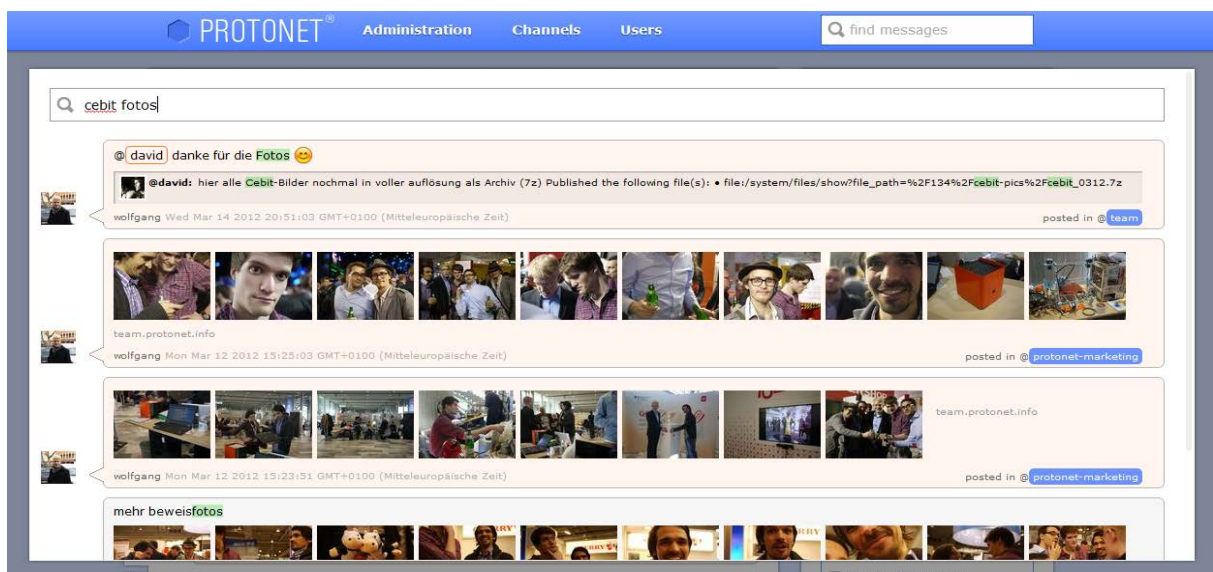 PROTONET®
Administration Channels Users
find messages
cebit fotos
@david danke für die Fotos
@david: hier alle Cebit-Bilder nochmal in voller auflösung als Archiv (7z) Published the following file(s): • file:/system/files/show?file_path=%2F134%2Fcebit-pics%2Fcebit_0312.7z
wolfgang Wed Mar 14 2012 20:51:03 GMT+0100 (Mitteleuropäische Zeit) posted in @team
team.protonet.info
wolfgang Mon Mar 12 2012 15:25:03 GMT+0100 (Mitteleuropäische Zeit) posted in @protonet-marketing
team.protonet.info
wolfgang Mon Mar 12 2012 15:23:51 GMT+0100 (Mitteleuropäische Zeit) posted in @protonet-marketing
mehr beweisfotos